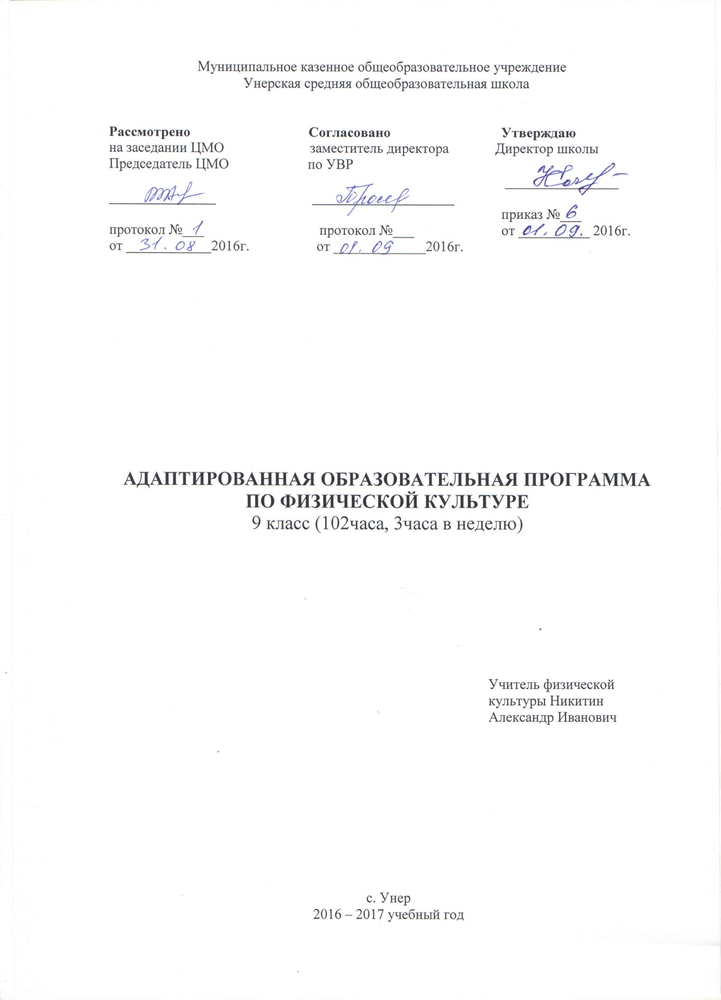 Муниципальное казенное общеобразовательное учреждение
Унерская средняя общеобразовательная школа
Рассмотрено
на заседании ЦМО
Председатель ЦМО
протокол № 1
от 31.08 2016г.
Согласовано
заместитель директора
по УВР
протокол №___
от 01.09 2016г.
Утверждаю
Директор школы
приказ № 6
от 01.09. 2016г.
АДАПТИРОВАННАЯ ОБРАЗОВАТЕЛЬНАЯ ПРОГРАММА
ПО ФИЗИЧЕСКОЙ КУЛЬТУРЕ
9 класс (102часа, 3часа в неделю)
Учитель физической
культуры Никитин
Александр Иванович
с. Унер
2016 – 2017 учебный год